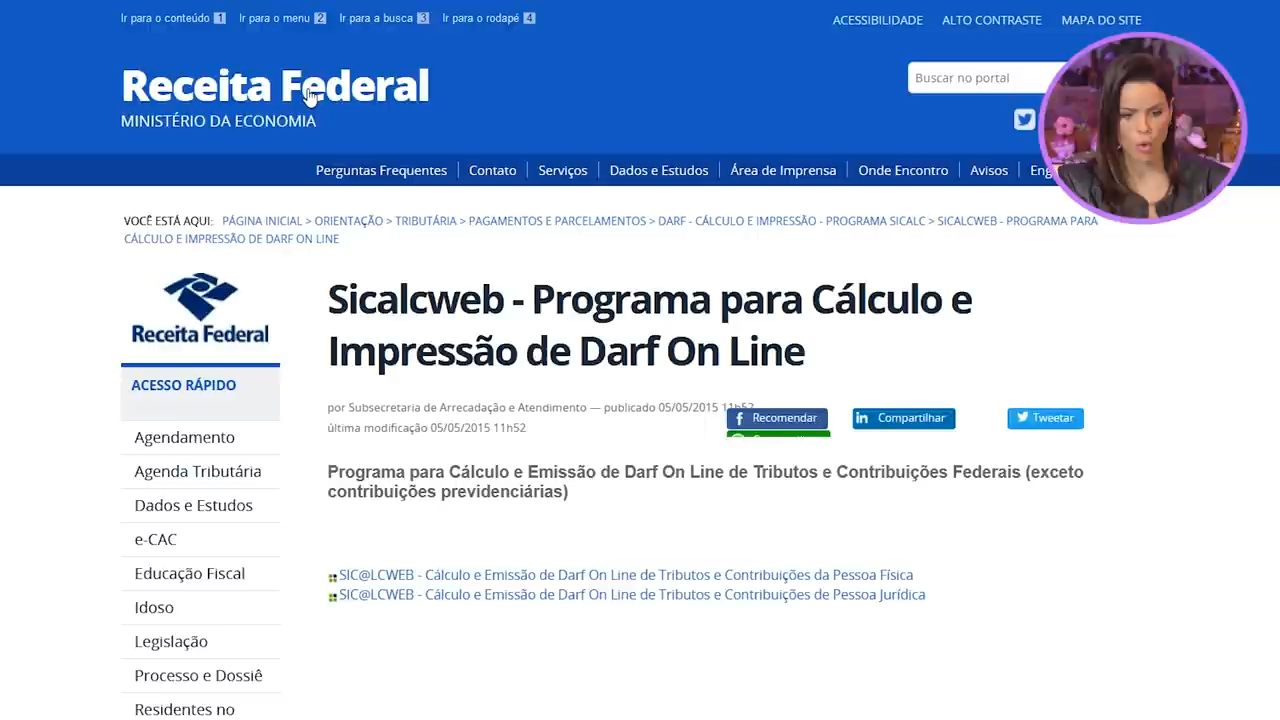 Ir para o conteúdo 1 Ir para o menu 2 Ir para a busca 3 Ir para o rodapé 4
ACESSIBILIDADE ALTO CONTRASTE MAPA DO SITE
Receita Federal
Buscar no portal
MINISTÉRIO DA ECONOMIA
Perguntas Frequentes Contato Serviços Dados e Estudos Área de Imprensa Onde Encontro Avisos
VOCÊ ESTÁ AQUI: PÁGINA INICIAL > ORIENTAÇÃO > TRIBUTÁRIA > PAGAMENTOS E PARCELAMENTOS > DARF - CÁLCULO E IMPRESSÃO - PROGRAMA SICALC > SICALCWEB - PROGRAMA PARA
CÁLCULO E IMPRESSÃO DE DARF ON LINE
Receita Federal
ACESSO RÁPIDO
Agendamento
Agenda Tributária
Dados e Estudos
e-CAC
Educação Fiscal
Idoso
Legislação
Processo e Dossiê
Residentes no
Sicalcweb - Programa para Cálculo e
Impressão de Darf On Line
por Subsecretaria de Arrecadação e Atendimento — publicado 05/05/2015 11h52
última modificação 05/05/2015 11h52
Recomendar Compartilhar Tweetar
Programa para Cálculo e Emissão de Darf On Line de Tributos e Contribuições Federais (exceto
contribuições previdenciárias)
SIC@LCWEB - Cálculo e Emissão de Darf On Line de Tributos e Contribuições da Pessoa Física
SIC@LCWEB - Cálculo e Emissão de Darf On Line de Tributos e Contribuições de Pessoa Jurídica